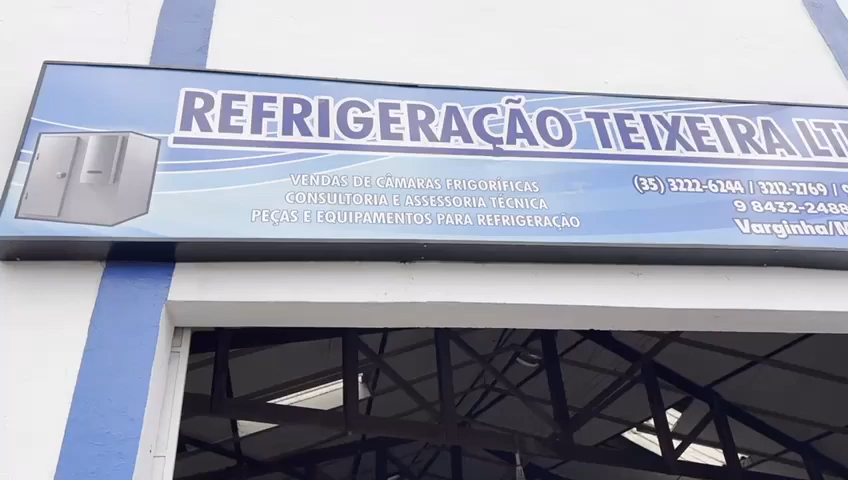 REFRIGERAÇÃO TEIXEIRA
VENDAS DE CÂMARAS FRIGORÍFICAS
CONSULTORIA E ASSESSORIA TÉCNICA
PEÇAS E EQUIPAMENTOS PARA REFRIGERAÇÃO
(35) 3222-6244 / 3212-2769 /
9 8432-2488
Varginha/